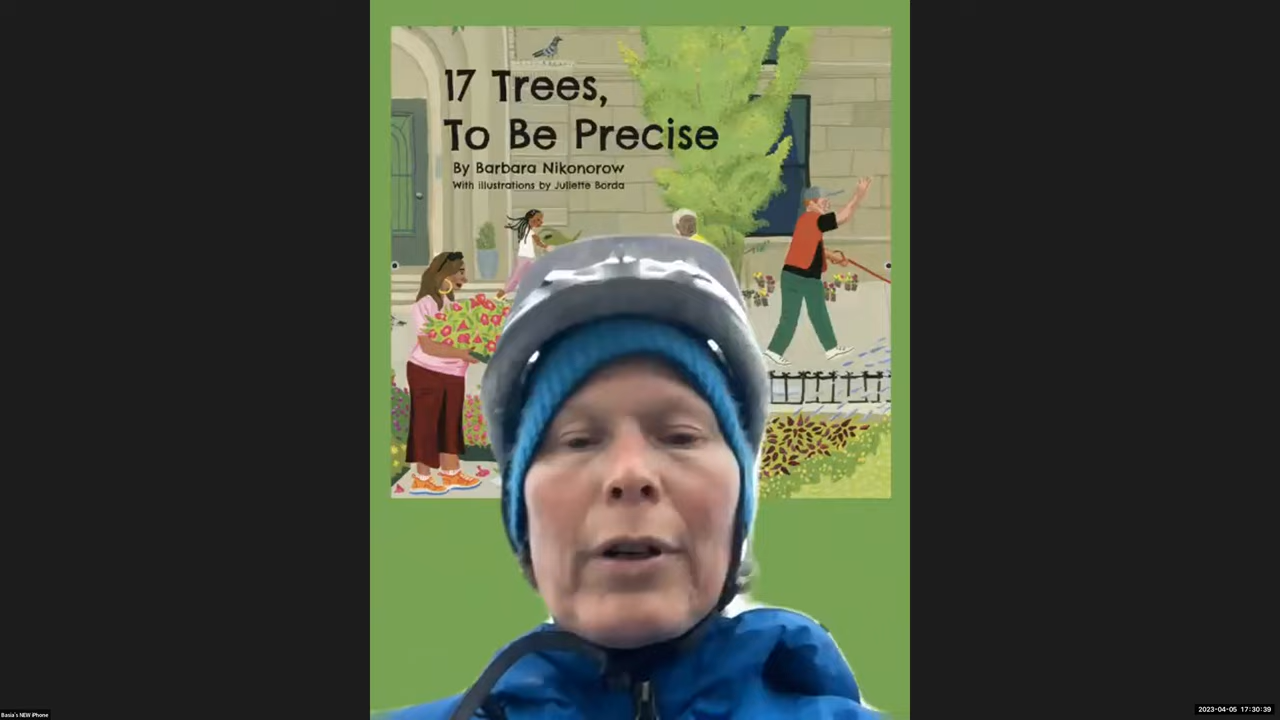 17 Trees,
To Be Precise
By Barbara Nikonorow
With illustrations by Juliette Borda
Basia's NEW iPhone
2023-04-05 17:30:39